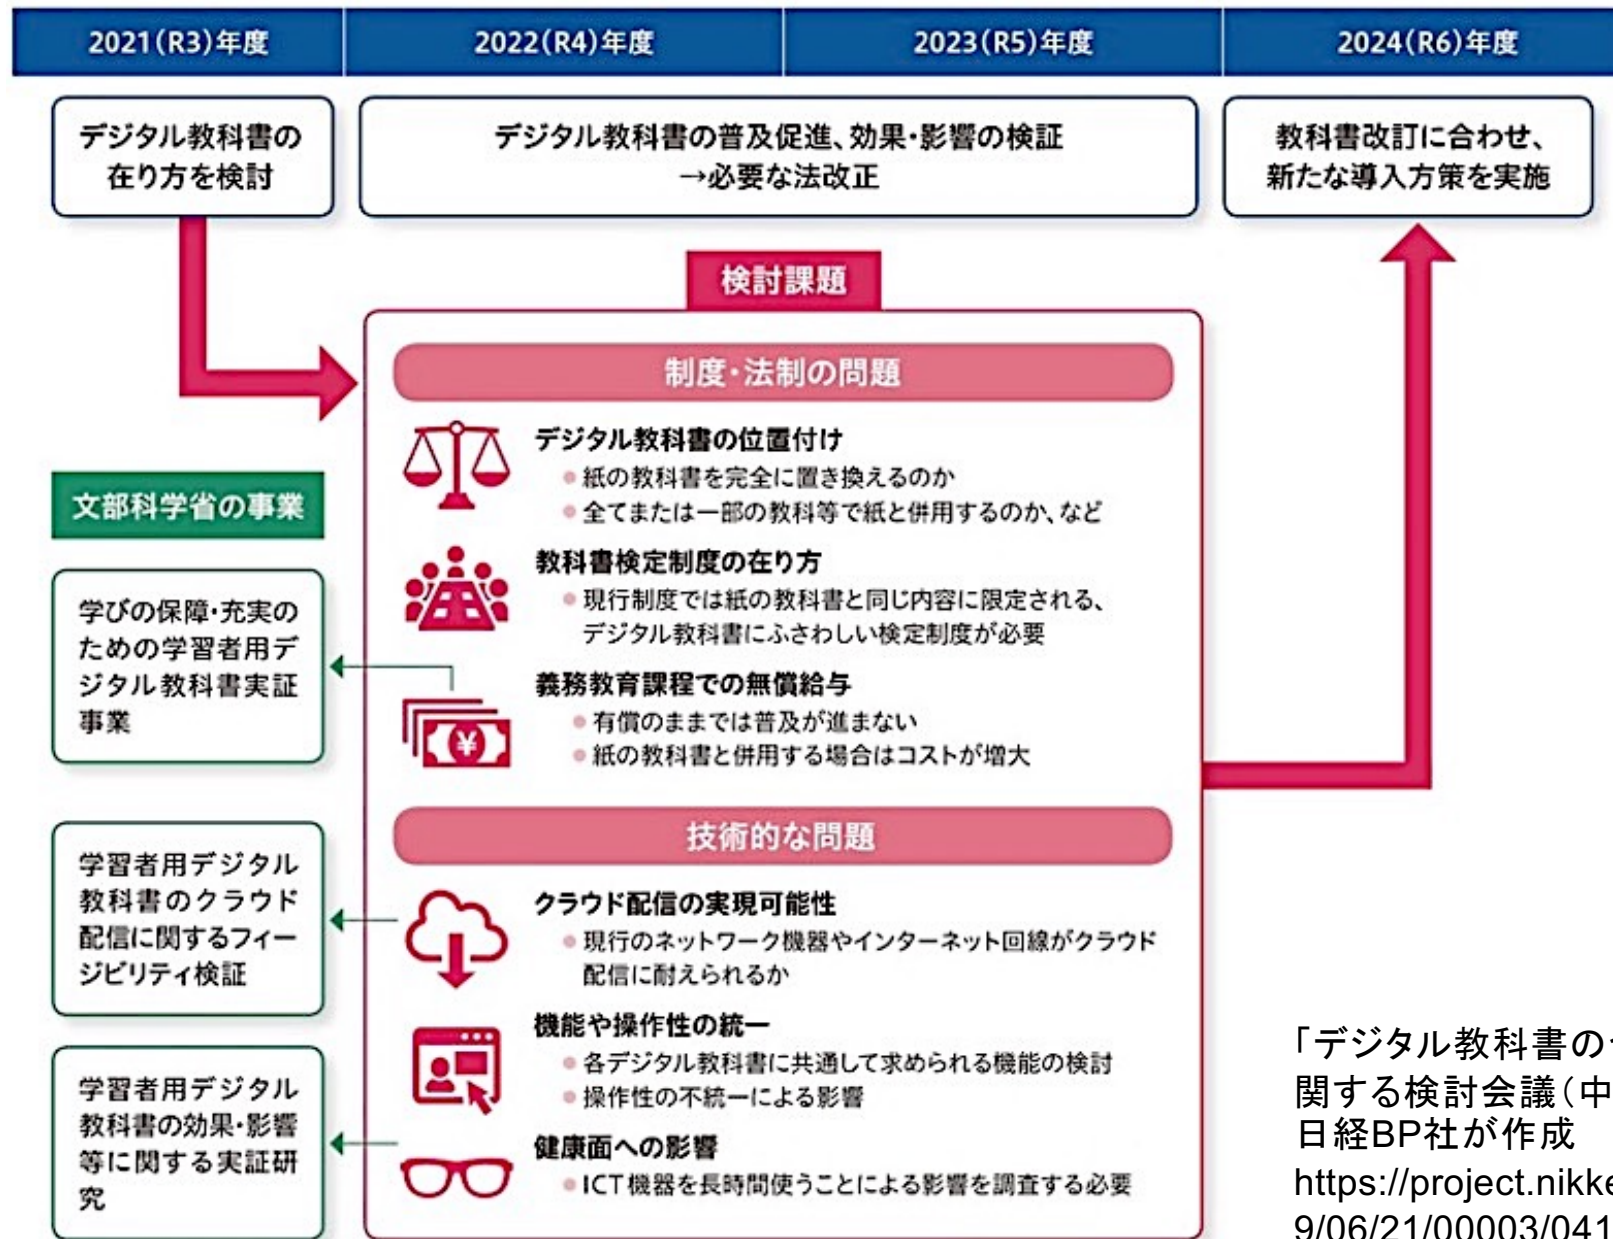 2021(R3)年度
2022(R4)年度
2023(R5)年度
2024(R6)年度
デジタル教科書の
在り方を検討
デジタル教科書の普及促進、効果・影響の検証
→必要な法改正
教科書改訂に合わせ、
新たな導入方策を実施
検討課題
制度・法制の問題
デジタル教科書の位置付け
●紙の教科書を完全に置き換えるのか
●全てまたは一部の教科等で紙と併用するのか、など
教科書検定制度の在り方
●現行制度では紙の教科書と同じ内容に限定される、
デジタル教科書にふさわしい検定制度が必要
義務教育課程での無償給与
●有償のままでは普及が進まない
●紙の教科書と併用する場合はコストが増大
技術的な問題
クラウド配信の実現可能性
●現行のネットワーク機器やインターネット回線がクラウド
配信に耐えられるか
機能や操作性の統一
●各デジタル教科書に共通して求められる機能の検討
●操作性の不統一による影響
健康面への影響
●ICT機器を長時間使うことによる影響を調査する必要
文部科学省の事業
学びの保障・充実の
ための学習者用デ
ジタル教科書実証
事業
学習者用デジタル
教科書のクラウド
配信に関するフィー
ジビリティ検証
学習者用デジタル
教科書の効果・影響
等に関する実証研
究
¥
「デジタル教科書の
関する検討会議（中
日経BP社が作成
https://project.nikke
9/06/21/00003/041